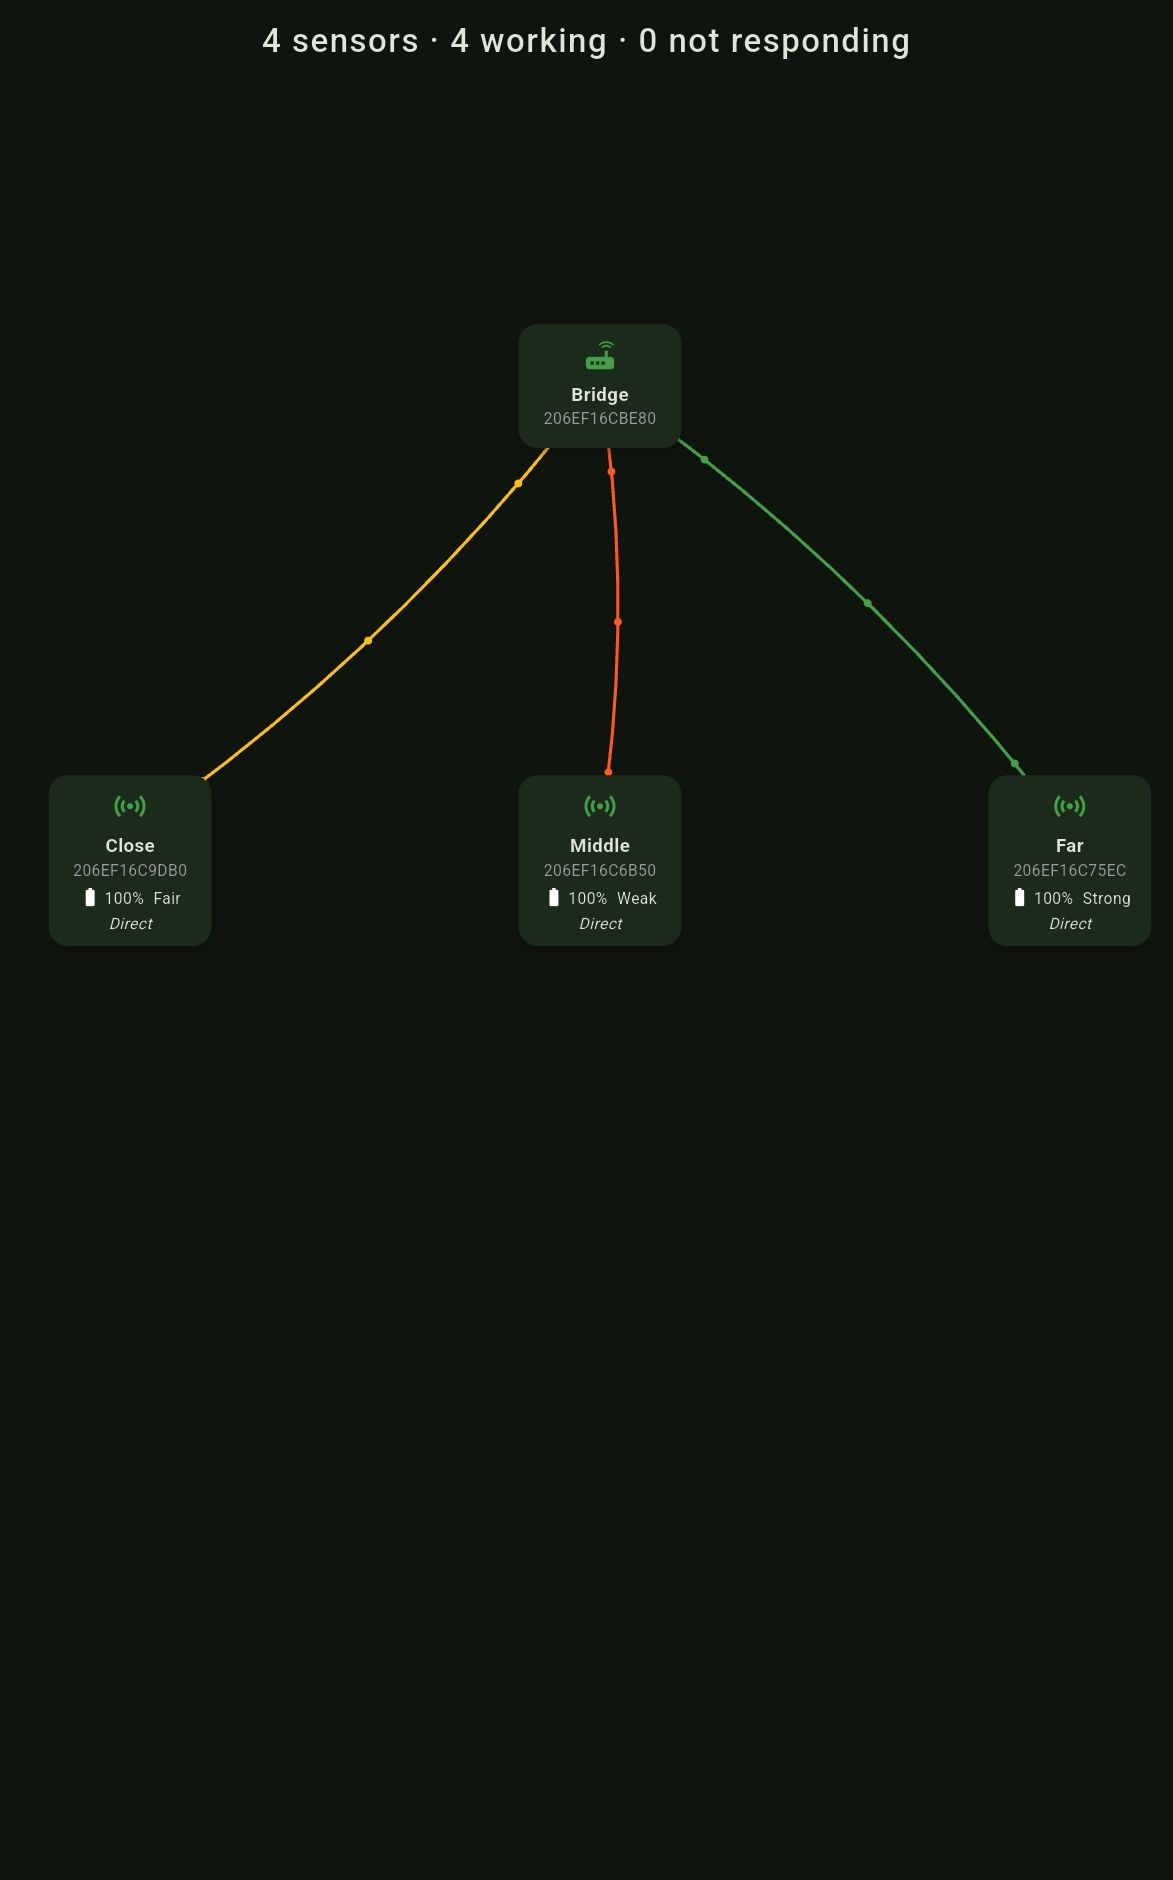 4 sensors · 4 working · 0 not responding
Bridge
206EF16CBE80
Close
206EF16C9DB0
100% Fair
Direct
Middle
206EF16C6B50
100% Weak
Direct
Far
206EF16C75EC
100% Strong
Direct